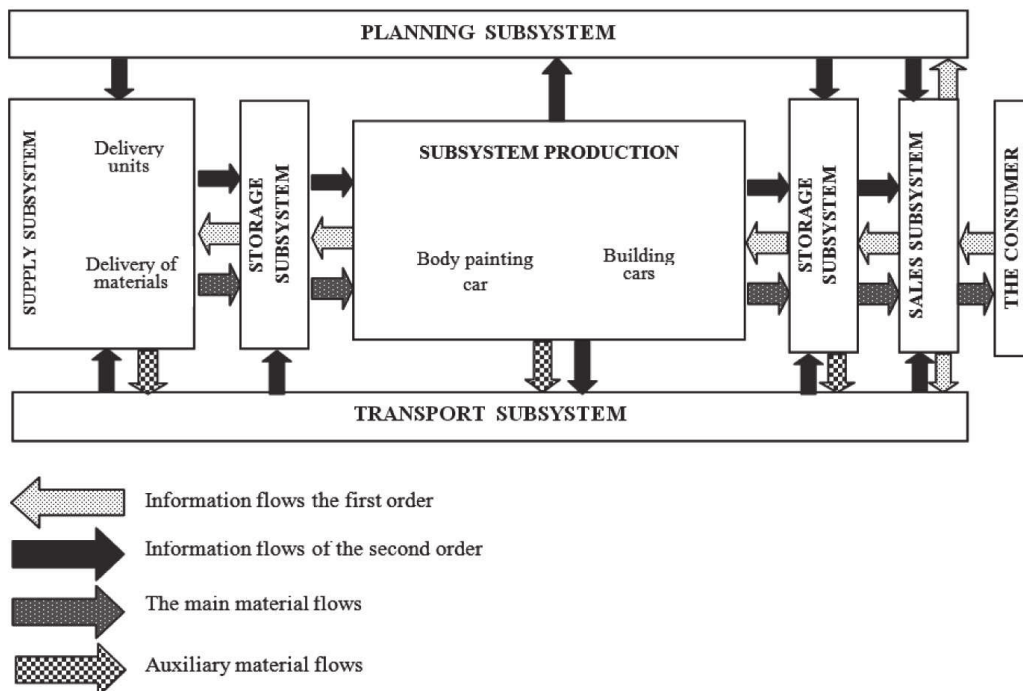 PLANNING SUBSYSTEM
SUPPLY SUBSYSTEM
Delivery
units
Delivery of
materials
STORAGE
SUBSYSTEM
SUBSYSTEM PRODUCTION
Body painting
car
Building
cars
STORAGE
SUBSYSTEM
SALES SUBSYSTEM
THE CONSUMER
TRANSPORT SUBSYSTEM
Information flows the first order
Information flows of the second order
The main material flows
Auxiliary material flows